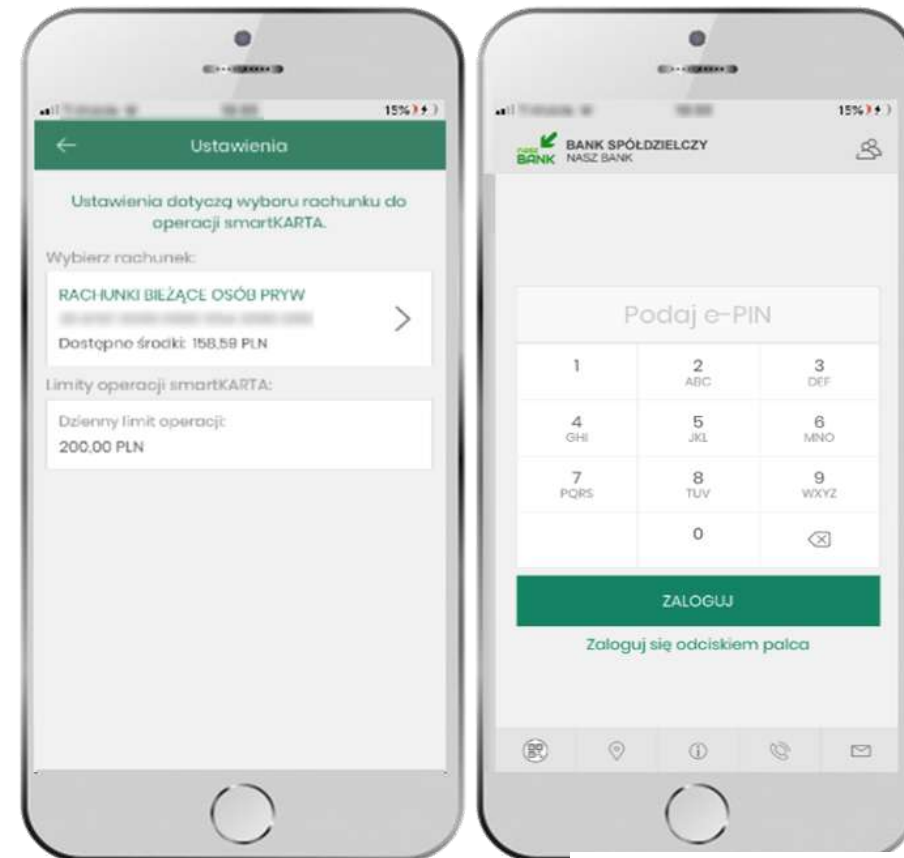 15%
Ustawienia
Ustawienia dotyczą wyboru rachunku do
operacji smartKARTA.
Wybierz rachunek:
RACHUNKI BIEŻĄCE OSÓB PRYW
Dostępne środki: 158,59 PLN
Limity operacji smartKARTA:
Dzienny limit operacji:
200,00 PLN
15%
NASZ BANK
BANK SPÓŁDZIELCZY
NASZ BANK
Podaj e-PIN
1 2 3
ABC DEF
4 5 6
GHI JKL MNO
7 8 9
PQRS TUV WXYZ
0
ZALOGUJ
Zaloguj się odciskiem palca